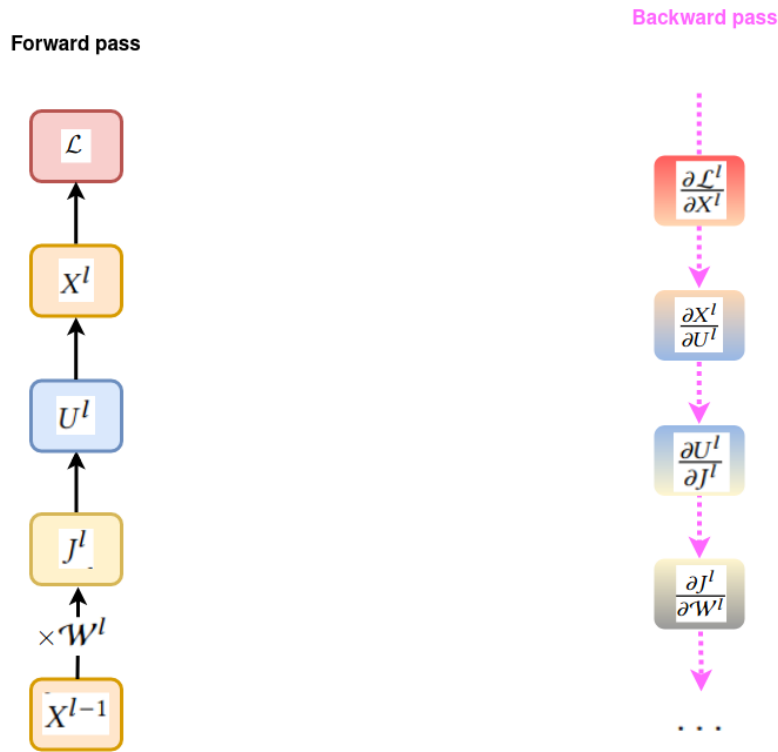 Backward pass
Forward pass
ℒ
∂ℒ^l/∂X^l
X^l
∂X^l/∂U^l
U^l
∂U^l/∂J^l
J^l
∂J^l/∂𝒲^l
×𝒲^l
X^{l-1}
...